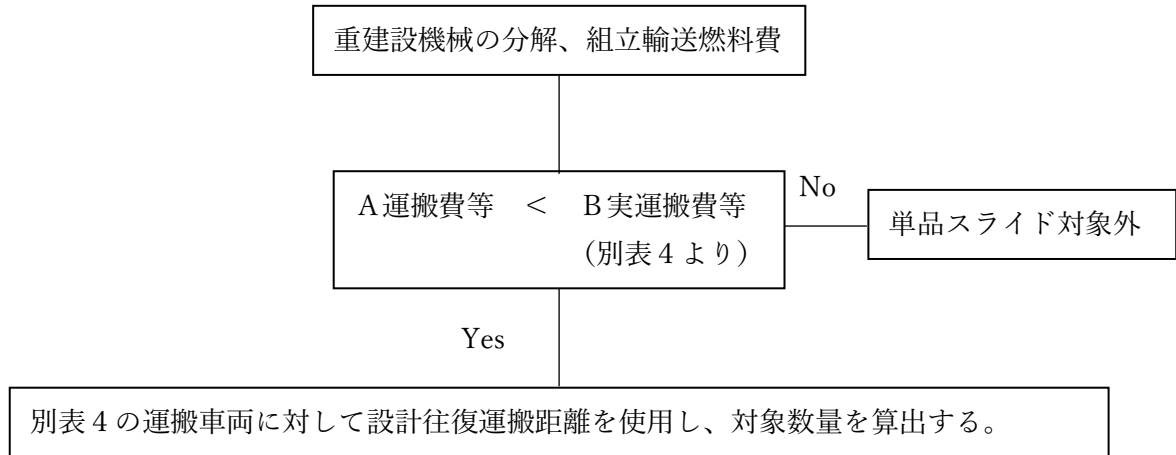 重建設機械の分解、組立輸送燃料費
A運搬費等 < B実運搬費等
(別表4より)
No
単品スライド対象外
Yes
別表4の運搬車両に対して設計往復運搬距離を使用し、対象数量を算出する。